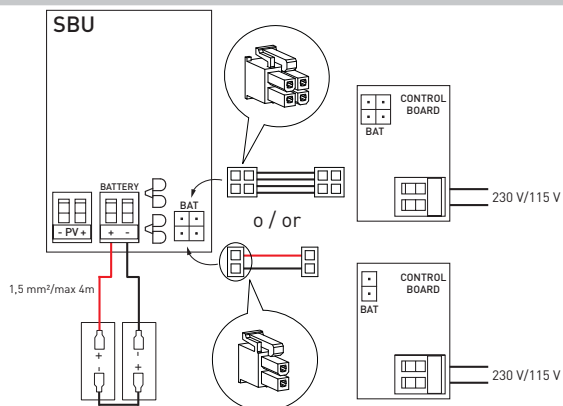 SBU
BATTERY
- PV +
+ -
BAT
1,5 mm²/max 4m
+
-
-
+
o / or
CONTROL
BOARD
BAT
230 V/115 V
CONTROL
BOARD
BAT
230 V/115 V